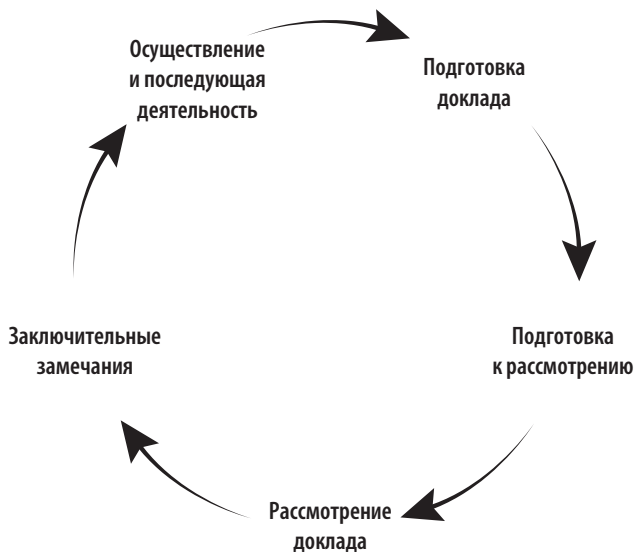 Осуществление
и последующая
деятельность
Подготовка
доклада
Подготовка
к рассмотрению
Рассмотрение
доклада
Заключительные
замечания